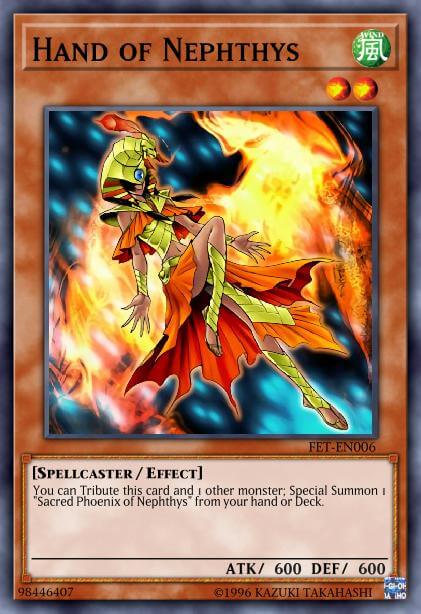 HAND OF NEPHTHYS
WIND
風
FET-EN006
[SPELLCASTER / EFFECT]
You can Tribute this card and 1 other monster; Special Summon 1
"Sacred Phoenix of Nephthys" from your hand or Deck.
ATK/ 600 DEF/ 600
98446407
©1996 KAZUKI TAKAHASHI